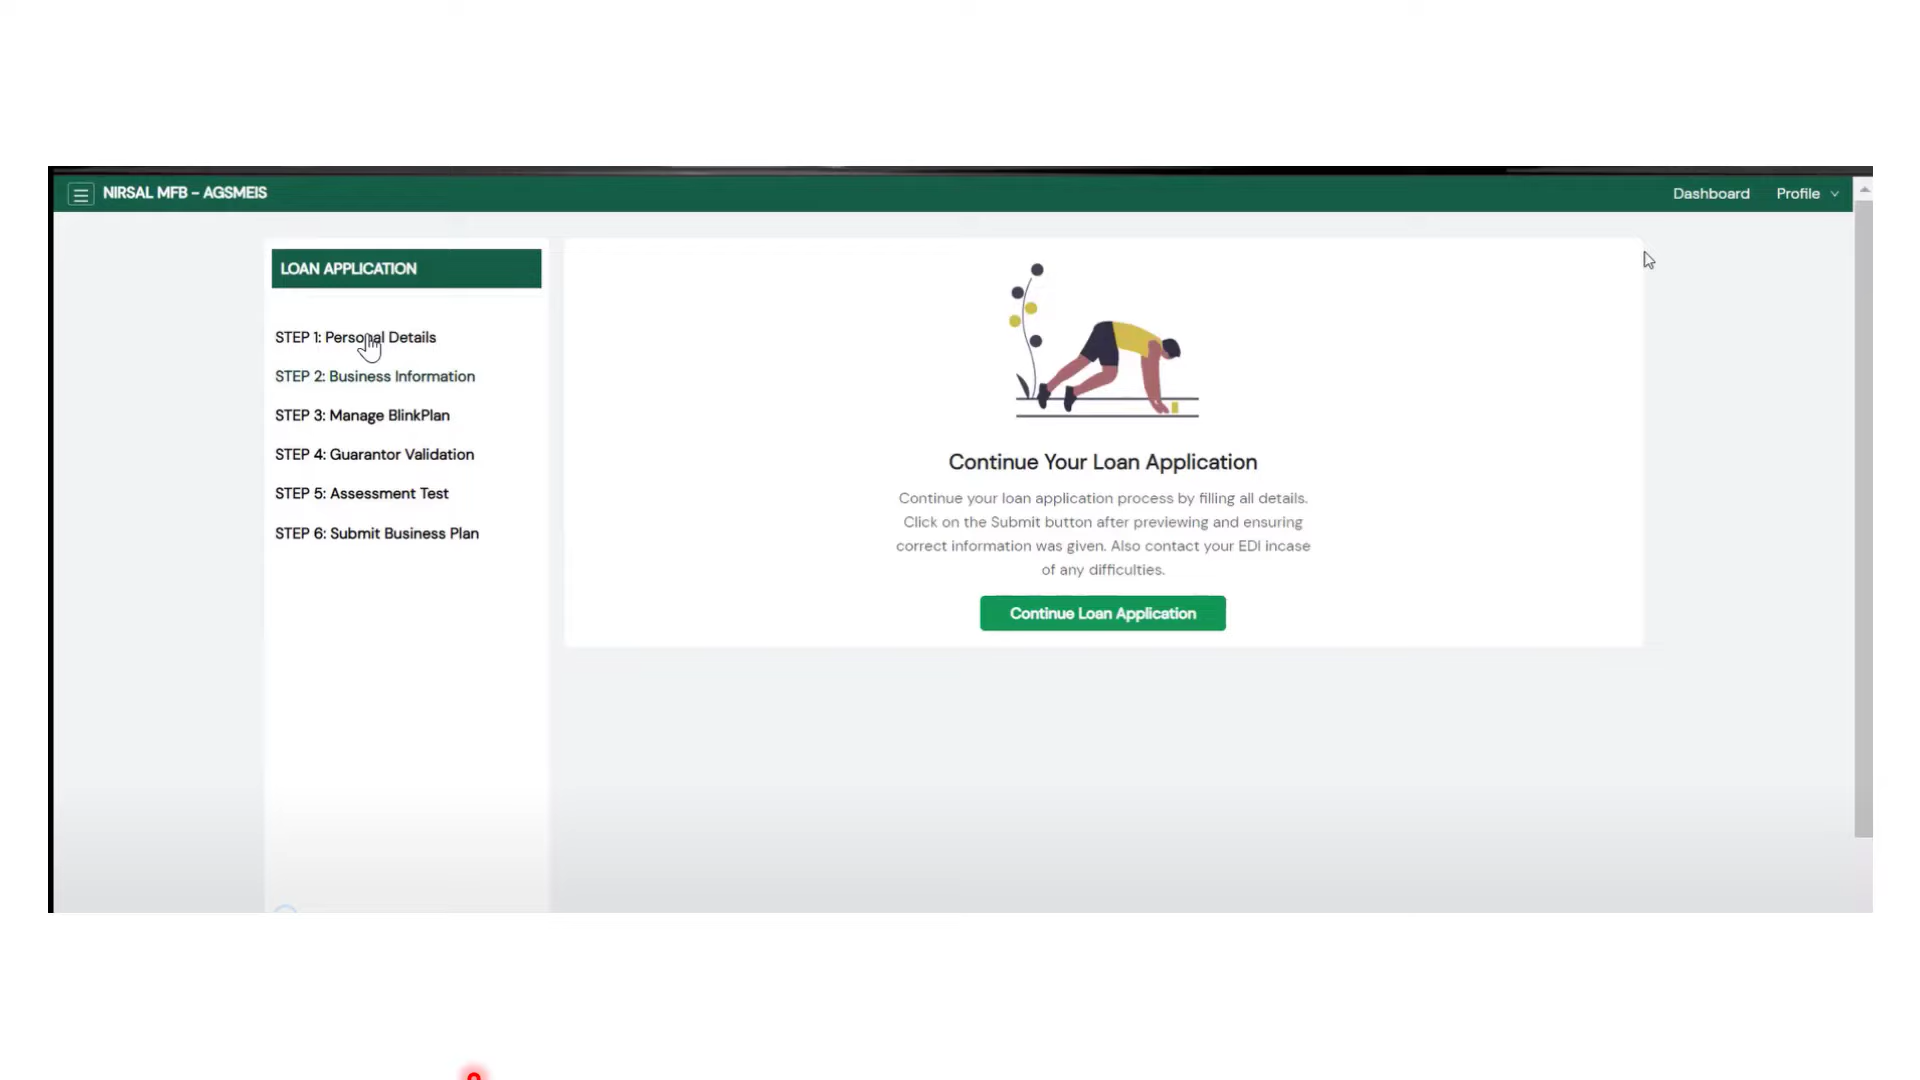 NIRSAL MFB - AGSMEIS
Dashboard
Profile
LOAN APPLICATION
STEP 1: Personal Details
STEP 2: Business Information
STEP 3: Manage BlinkPlan
STEP 4: Guarantor Validation
STEP 5: Assessment Test
STEP 6: Submit Business Plan
Continue Your Loan Application
Continue your loan application process by filling all details.
Click on the Submit button after previewing and ensuring
correct information was given. Also contact your EDI incase
of any difficulties.
Continue Loan Application